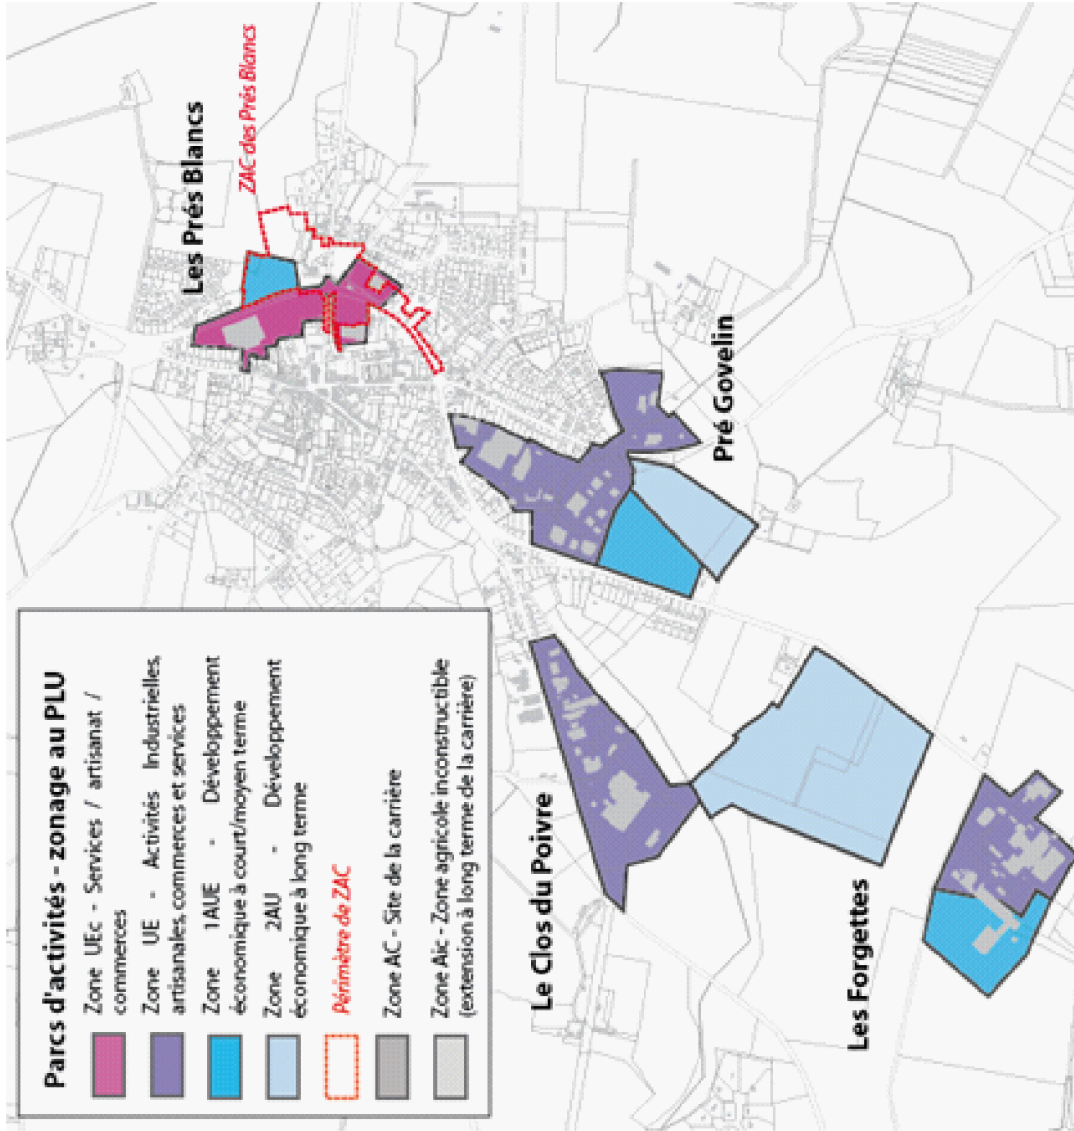 Parcs d'activités - zonage au PLU
Zone UEc - Services / artisanat /
commerces
Zone UE - Activités Industrielles,
artisanales, commerces et services
Zone 1AUE - Développement
économique à court/moyen terme
Zone 2AU - Développement
économique à long terme
Périmètre de ZAC
Zone AC - Site de la carrière
Zone Aic - Zone agricole inconstructible
(extension à long terme de la carrière)
Les Prés Blancs
ZAC des Prés Blancs
Pré Govelin
Le Clos du Poivre
Les Forgettes